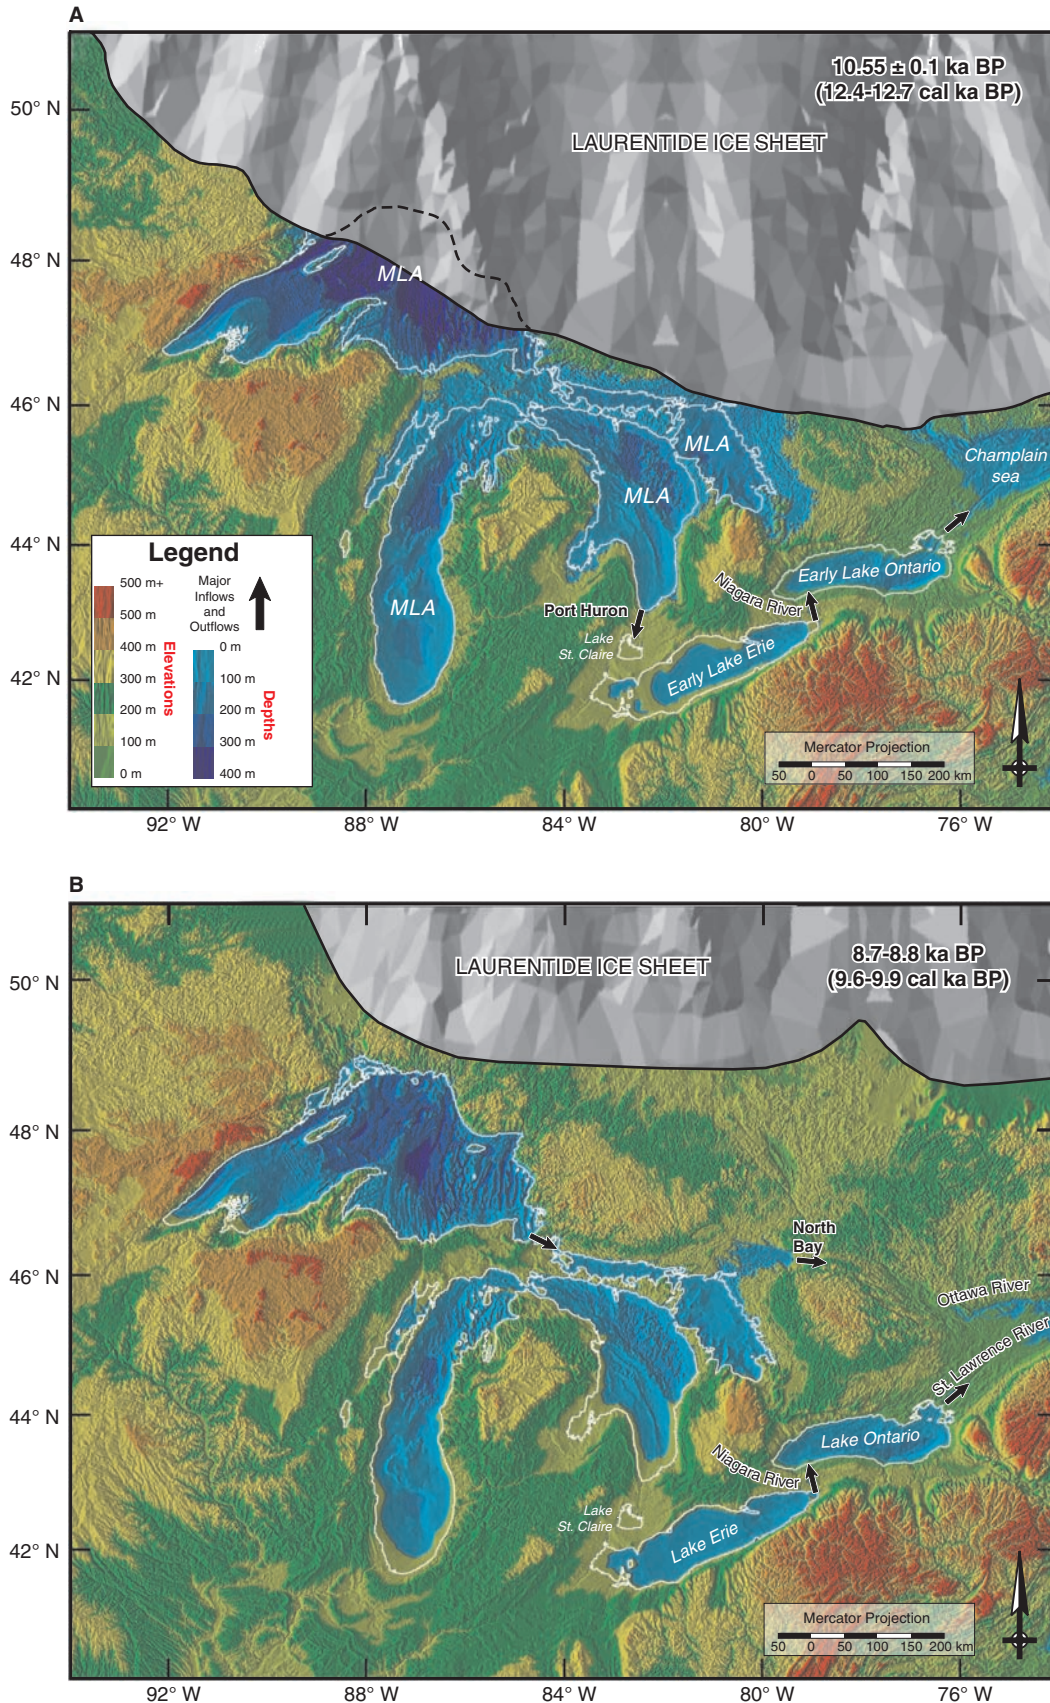 A
10.55 ± 0.1 ka BP
(12.4-12.7 cal ka BP)
50° N
LAURENTIDE ICE SHEET
48° N
MLA
46° N
MLA
Champlain
sea
MLA
44° N
Early Lake Ontario
Niagara River
MLA
Port Huron
Lake
St. Claire
Early Lake Erie
42° N
Legend
500 m+
500 m
400 m
300 m
200 m
100 m
0 m
Elevations
Major
Inflows
and
Outflows
0 m
100 m
200 m
300 m
400 m
Depths
Mercator Projection
50 0 50 100 150 200 km
92° W 88° W 84° W 80° W 76° W
B
8.7-8.8 ka BP
(9.6-9.9 cal ka BP)
LAURENTIDE ICE SHEET
50° N
48° N
North
Bay
46° N
Ottawa River
St. Lawrence River
44° N
Lake Ontario
Niagara River
Lake
St. Claire
Lake Erie
42° N
Mercator Projection
50 0 50 100 150 200 km
92° W 88° W 84° W 80° W 76° W